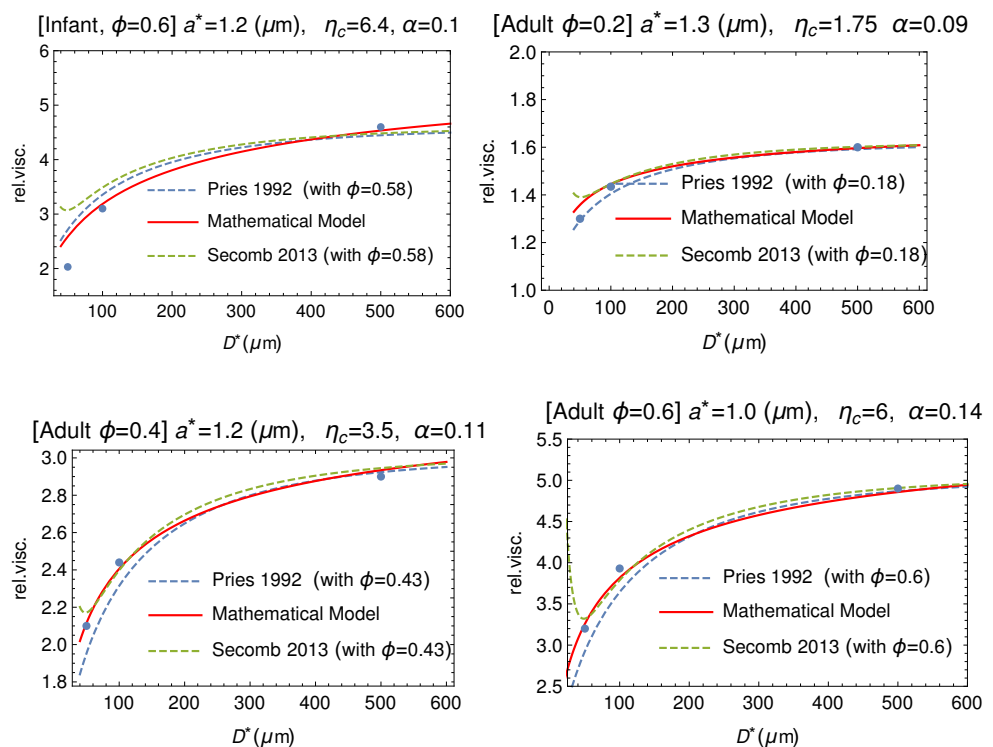 [Infant, ϕ=0.6] a*=1.2 (μm), ηc=6.4, α=0.1
6
5
4
3
2
rel.visc.
Pries 1992 (with ϕ=0.58)
Mathematical Model
Secomb 2013 (with ϕ=0.58)
100 200 300 400 500 600
D*(μm)
[Adult ϕ=0.2] a*=1.3 (μm), ηc=1.75 α=0.09
2.0
1.8
1.6
1.4
1.2
1.0
rel.visc.
Pries 1992 (with ϕ=0.18)
Mathematical Model
Secomb 2013 (with ϕ=0.18)
0 100 200 300 400 500 600
D*(μm)
[Adult ϕ=0.4] a*=1.2 (μm), ηc=3.5, α=0.11
3.0
2.8
2.6
2.4
2.2
2.0
1.8
rel.visc.
Pries 1992 (with ϕ=0.43)
Mathematical Model
Secomb 2013 (with ϕ=0.43)
100 200 300 400 500 600
D*(μm)
[Adult ϕ=0.6] a*=1.0 (μm), ηc=6, α=0.14
5.5
5.0
4.5
4.0
3.5
3.0
2.5
rel.visc.
Pries 1992 (with ϕ=0.6)
Mathematical Model
Secomb 2013 (with ϕ=0.6)
100 200 300 400 500 600
D*(μm)